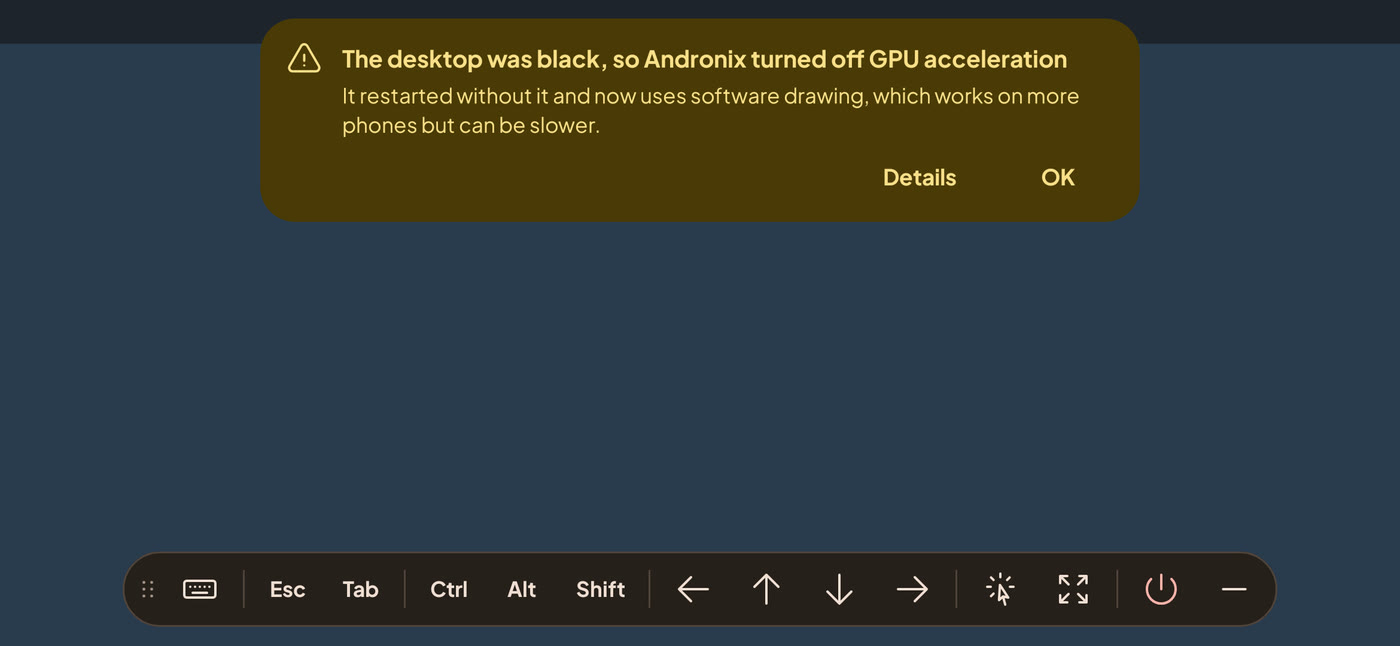 The desktop was black, so Andronix turned off GPU acceleration
It restarted without it and now uses software drawing, which works on more
phones but can be slower.
Details OK
Esc Tab Ctrl Alt Shift